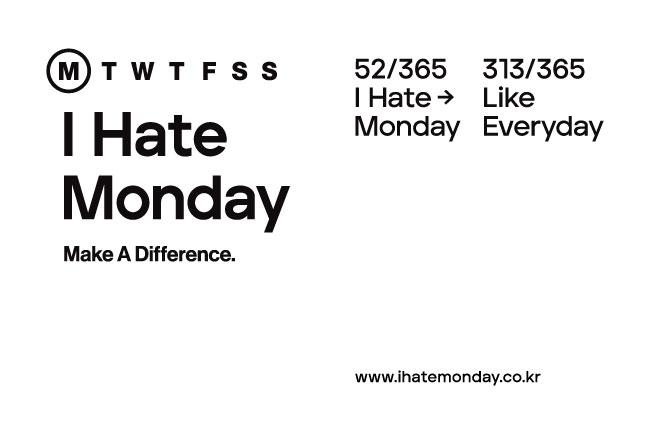 M T W T F S S
I Hate
Monday
Make A Difference.
52/365
I Hate →
Monday
313/365
Like
Everyday
www.ihatemonday.co.kr